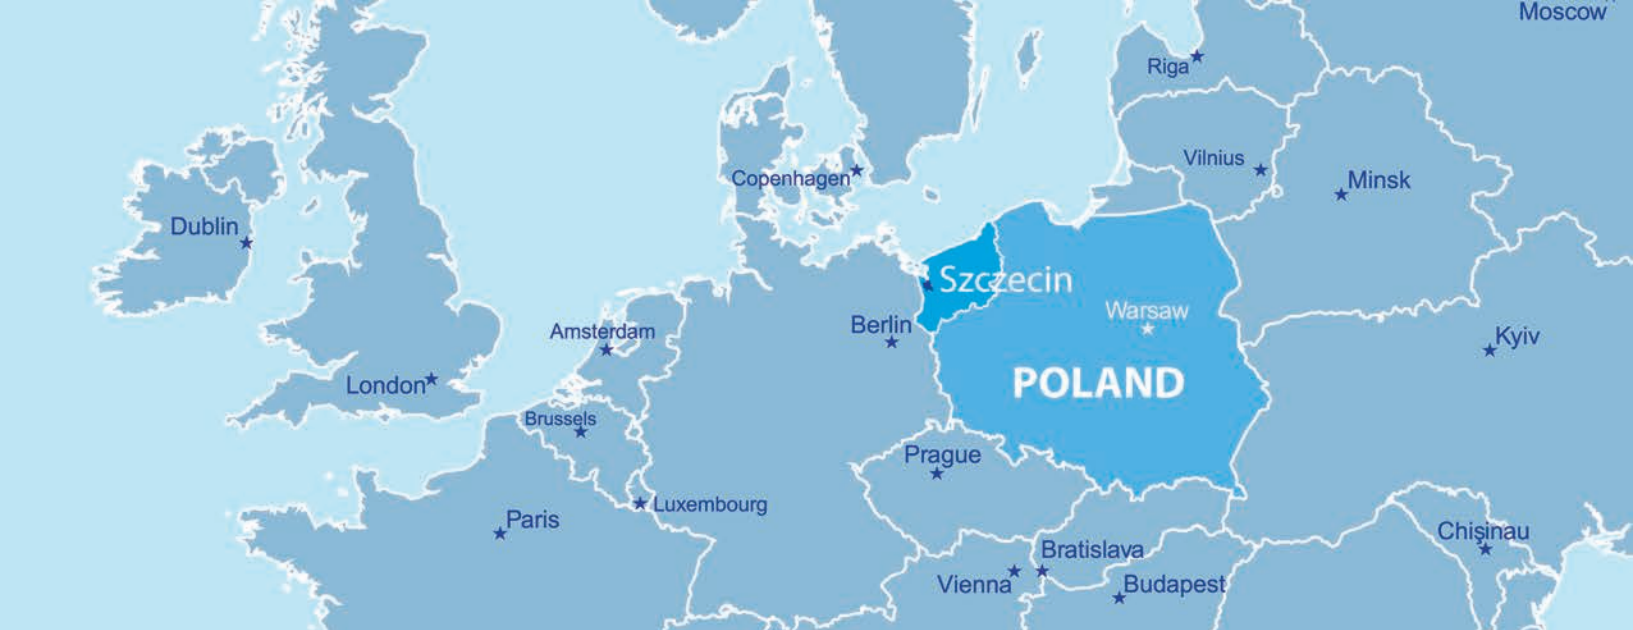 Moscow
Riga
Vilnius
Minsk
Copenhagen
Dublin
Szczecin
Warsaw
Berlin
Amsterdam
Kyiv
London
POLAND
Brussels
Prague
Luxembourg
Paris
Chișinau
Bratislava
Vienna
Budapest